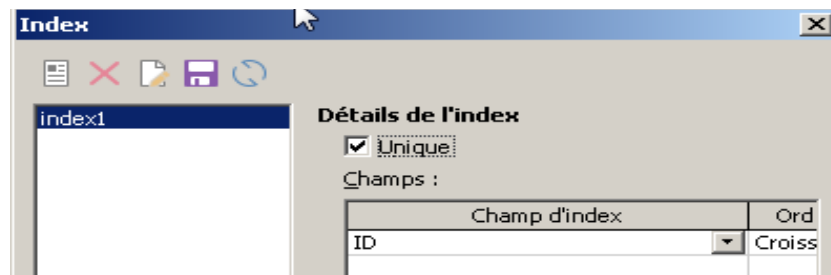 Index
index1
Détails de l'index
Unique
Champs :
Champ d'index Ord
ID Croiss